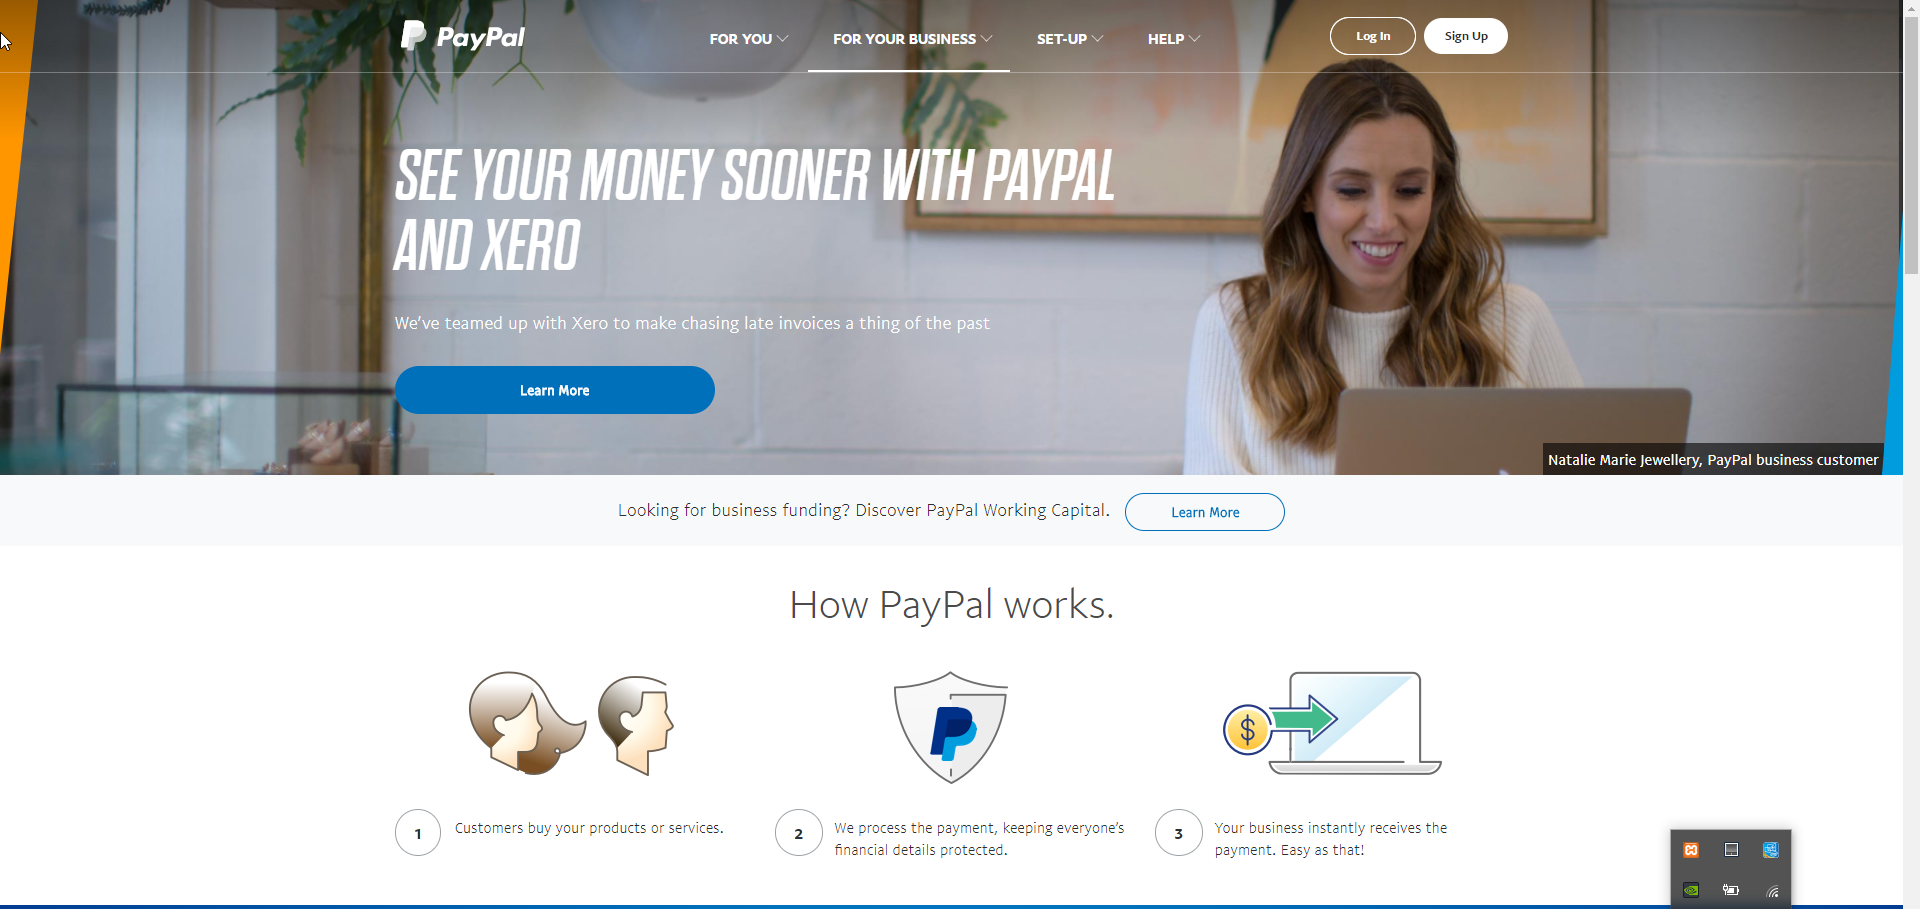 PayPal
FOR YOU
FOR YOUR BUSINESS
SET-UP
HELP
Log In
Sign Up
SEE YOUR MONEY SOONER WITH PAYPAL
AND XERO
We've teamed up with Xero to make chasing late invoices a thing of the past
Learn More
Natalie Marie Jewellery, PayPal business customer
Looking for business funding? Discover PayPal Working Capital.
Learn More
How PayPal works.
$
1
Customers buy your products or services.
2
We process the payment, keeping everyone's
financial details protected.
3
Your business instantly receives the
payment. Easy as that!